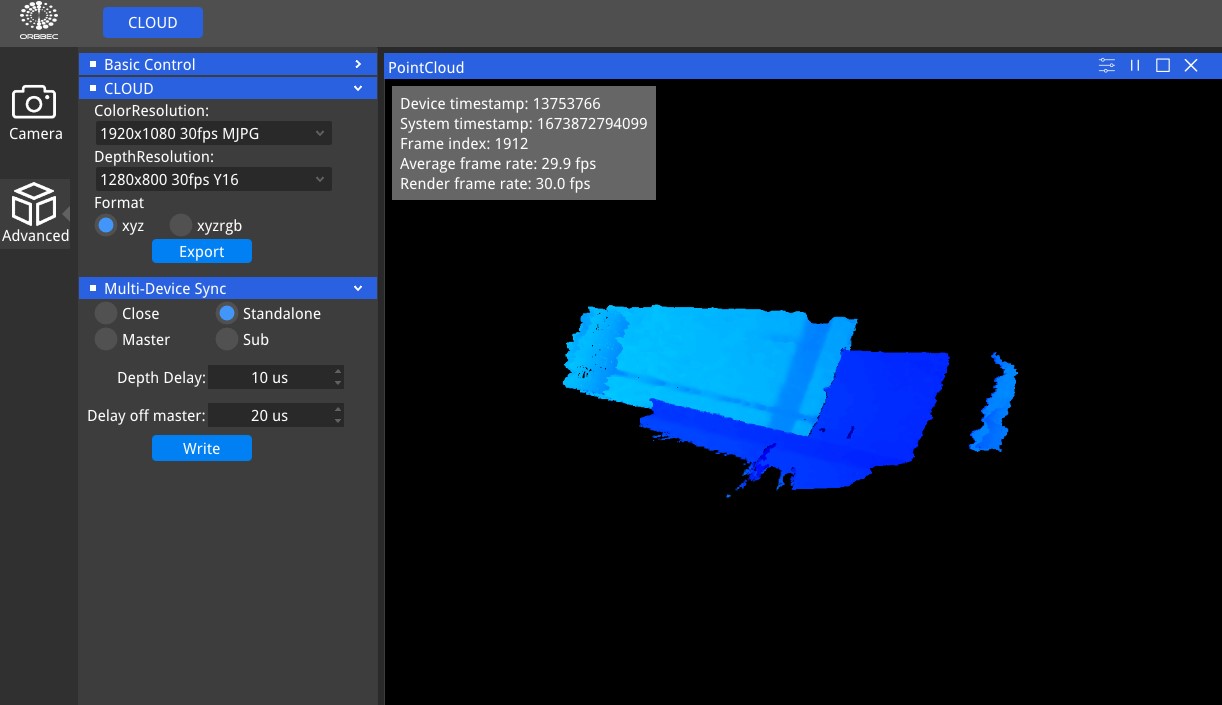 ORBBEC
CLOUD
Camera
Advanced
Basic Control
CLOUD
ColorResolution:
1920x1080 30fps MJPG
DepthResolution:
1280x800 30fps Y16
Format
xyz xyzrgb
Export
Multi-Device Sync
Close Standalone
Master Sub
Depth Delay: 10 us
Delay off master: 20 us
Write
PointCloud
Device timestamp: 13753766
System timestamp: 1673872794099
Frame index: 1912
Average frame rate: 29.9 fps
Render frame rate: 30.0 fps